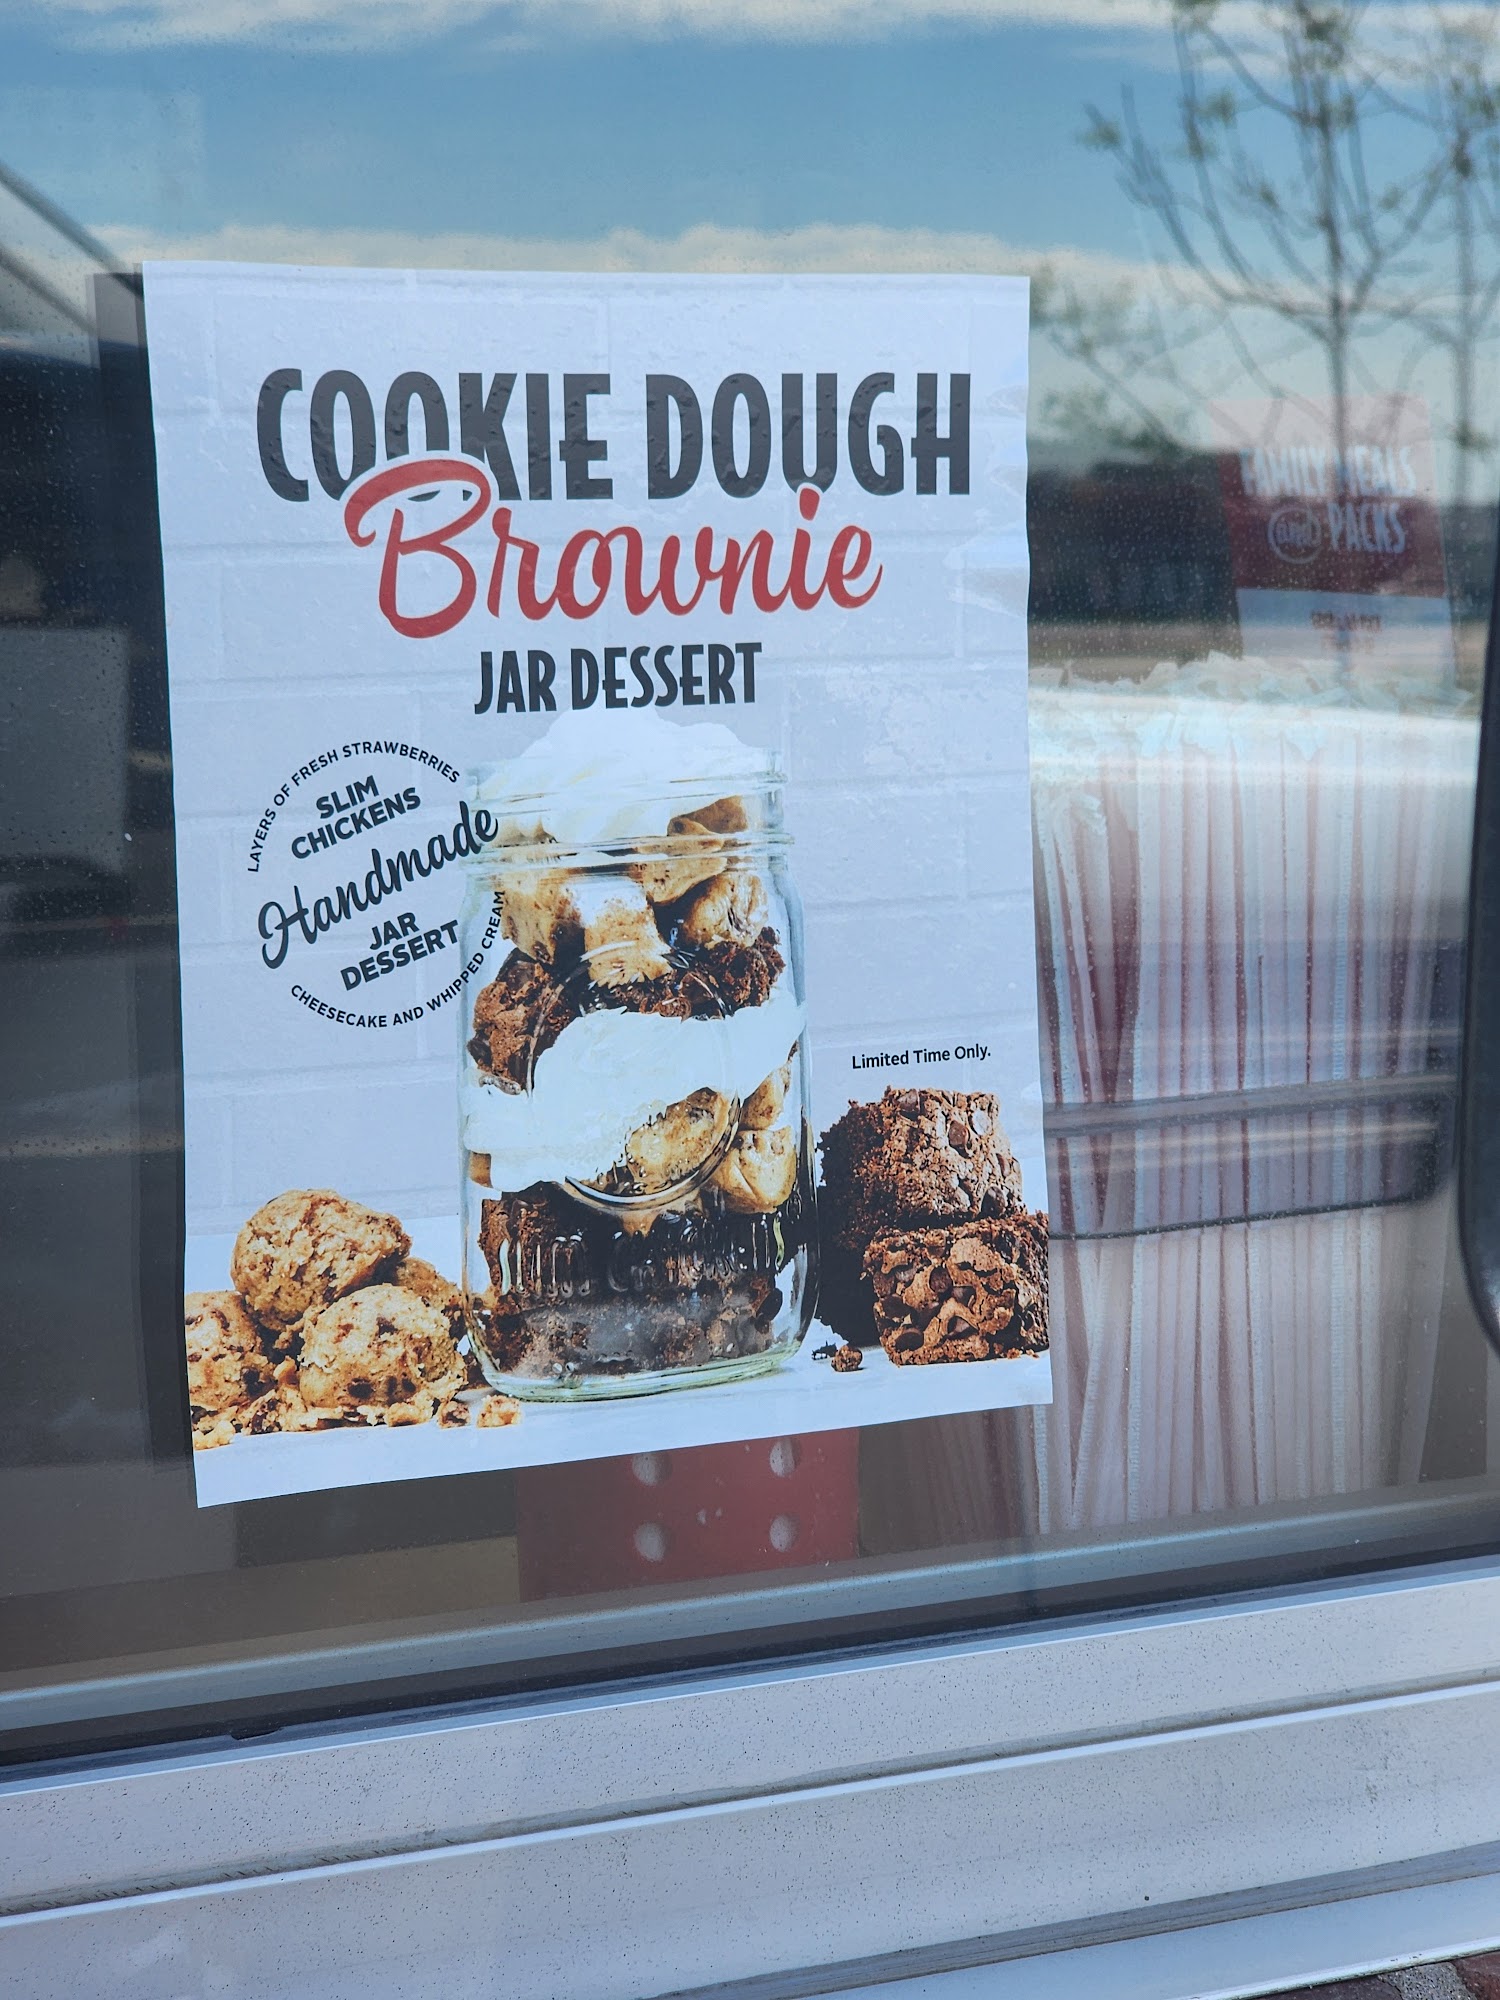 COOKIE DOUGH
Brownie
JAR DESSERT
LAYERS OF FRESH STRAWBERRIES
SLIM
CHICKENS
Handmade
JAR
DESSERT
CHEESECAKE AND WHIPPED CREAM
Limited Time Only.
FAMILY MEALS
AND PACKS